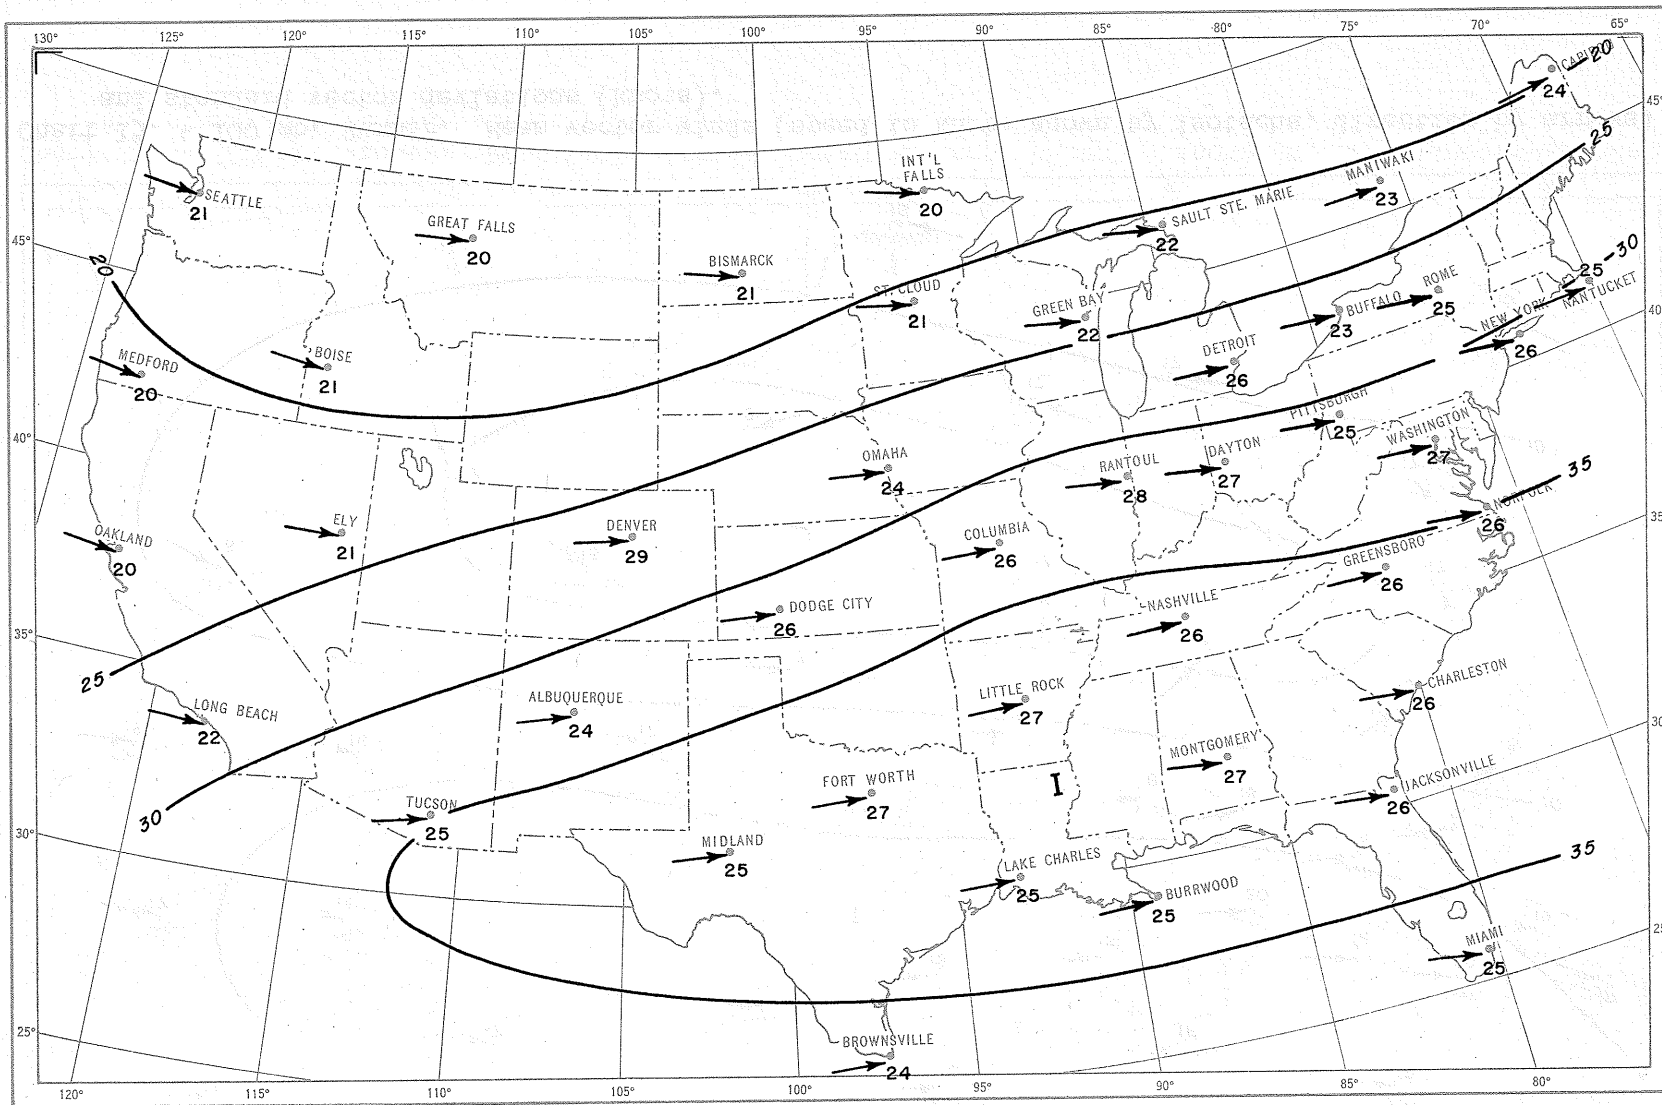 130° 125° 120° 115° 110° 105° 100° 95° 90° 85° 80° 75° 70° 65°
CARIBOU
20
24
45°
25
MANIWAKI
23
INT'L
FALLS
20
SAULT STE. MARIE
22
SEATTLE
21
GREAT FALLS
20
45°
BISMARCK
21
ST. CLOUD
21
GREEN BAY
22
BUFFALO
23
ROME
25
30
25
NANTUCKET
NEW YORK
26
40°
20
MEDFORD
20
BOISE
21
DETROIT
26
PITTSBURGH
25
WASHINGTON
27
40°
OMAHA
24
RANTOUL
28
DAYTON
27
35
NORFOLK
26
35°
OAKLAND
20
ELY
21
DENVER
29
COLUMBIA
26
GREENSBORO
26
DODGE CITY
26
NASHVILLE
26
35°
25
LONG BEACH
22
ALBUQUERQUE
24
LITTLE ROCK
27
CHARLESTON
26
30°
MONTGOMERY
27
I
JACKSONVILLE
26
30
TUCSON
25
FORT WORTH
27
30°
MIDLAND
25
LAKE CHARLES
25
BURRWOOD
25
35
MIAMI
25
25°
25°
BROWNSVILLE
24
120° 115° 110° 105° 100° 95° 90° 85° 80°